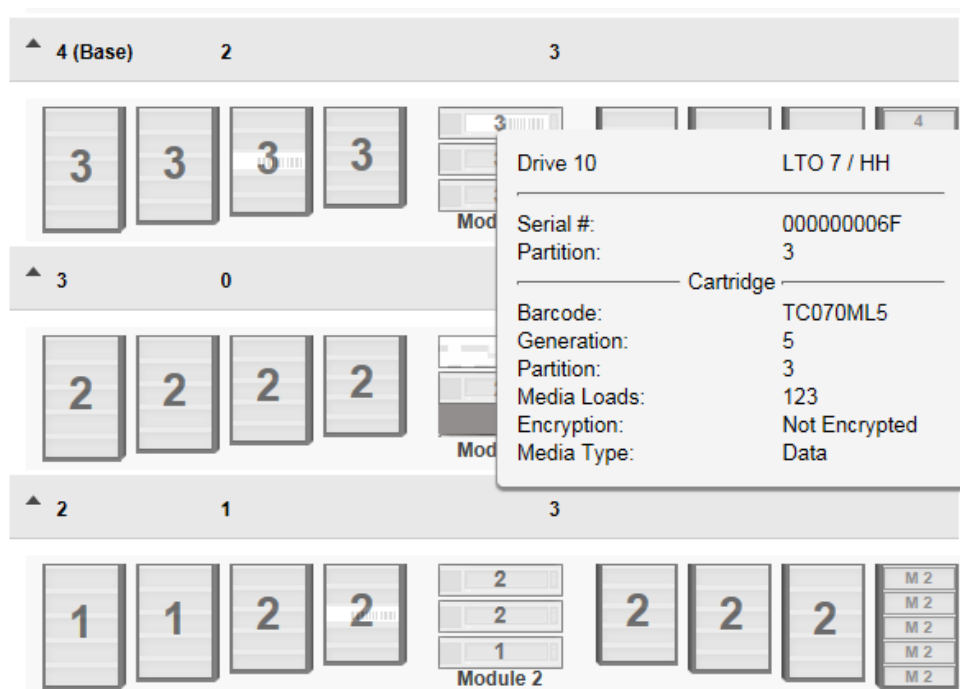 4 (Base) 2 3
3 3 3 3 3 4
Mod
Drive 10 LTO 7 / HH
Serial #: 000000006F
Partition: 3
Cartridge
Barcode: TC070ML5
Generation: 5
Partition: 3
Media Loads: 123
Encryption: Not Encrypted
Media Type: Data
3 0
2 2 2 2
Mod
2 1 3
1 1 2 2 2 2 2 2 M 2
2 M 2
1 M 2
M 2
Module 2 M 2